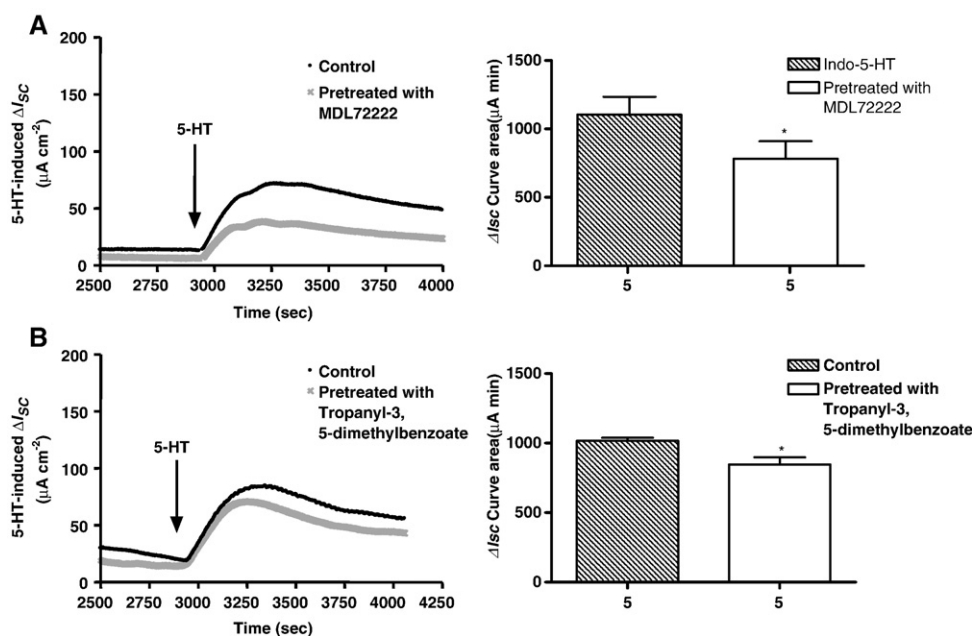 A
200
150
100
50
0
5-HT-induced ΔISC
(μA cm-2)
Control
Pretreated with
MDL72222
5-HT
2500 2750 3000 3250 3500 3750 4000
Time (sec)
1500
1000
500
0
ΔIsc Curve area(μA min)
Indo-5-HT
Pretreated with
MDL72222
*
5 5
B
200
150
100
50
0
5-HT-induced ΔISC
(μA cm-2)
Control
Pretreated with
Tropanyl-3,
5-dimethylbenzoate
5-HT
2500 2750 3000 3250 3500 3750 4000 4250
Time (sec)
1500
1000
500
0
ΔIsc Curve area(μA min)
Control
Pretreated with
Tropanyl-3,
5-dimethylbenzoate
*
5 5